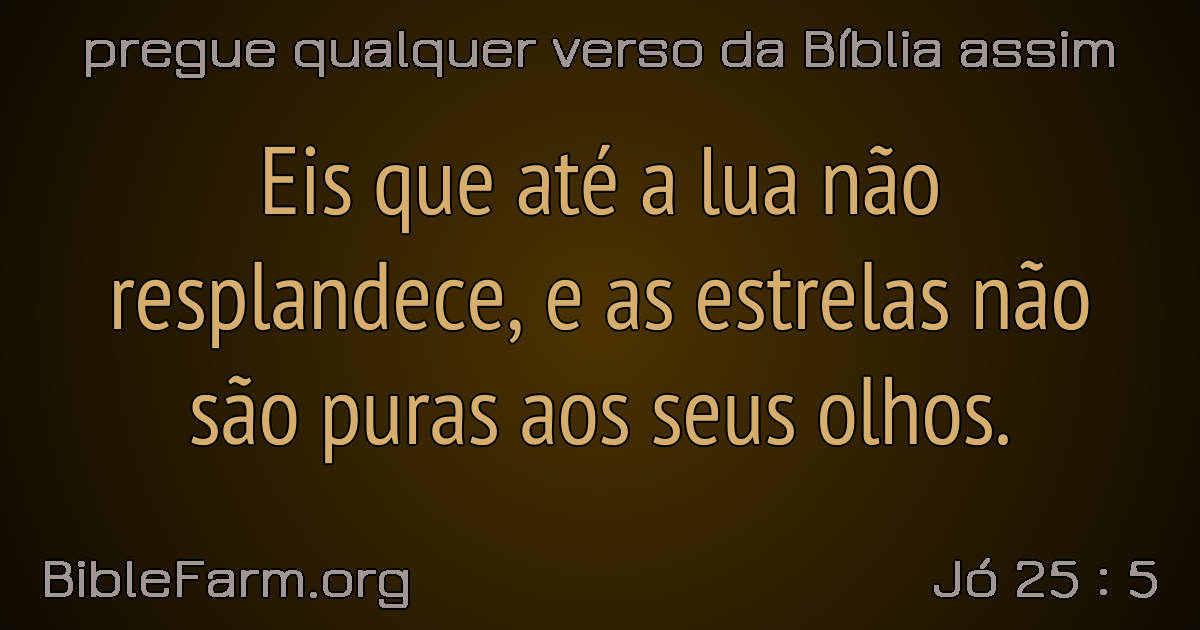 pregue qualquer verso da Bíblia assim
Eis que até a lua não
resplandece, e as estrelas não
são puras aos seus olhos.
BibleFarm.org
Jó 25 : 5